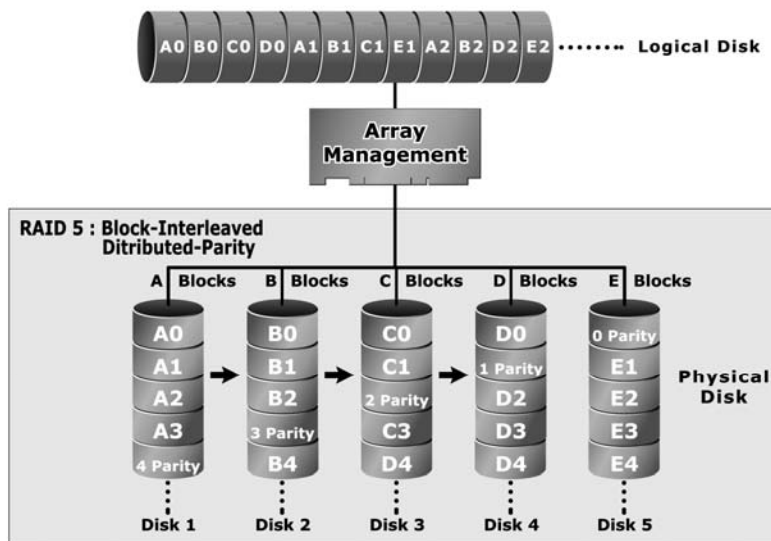 A0 B0 C0 D0 A1 B1 C1 E1 A2 B2 D2 E2 Logical Disk
Array
Management
RAID 5 : Block-Interleaved
Ditributed-Parity
A Blocks B Blocks C Blocks D Blocks E Blocks
A0 B0 C0 D0 0 Parity
A1 B1 C1 1 Parity E1
A2 B2 2 Parity D2 E2
A3 3 Parity C3 D3 E3
4 Parity B4 D4 D4 E4
Physical
Disk
Disk 1 Disk 2 Disk 3 Disk 4 Disk 5